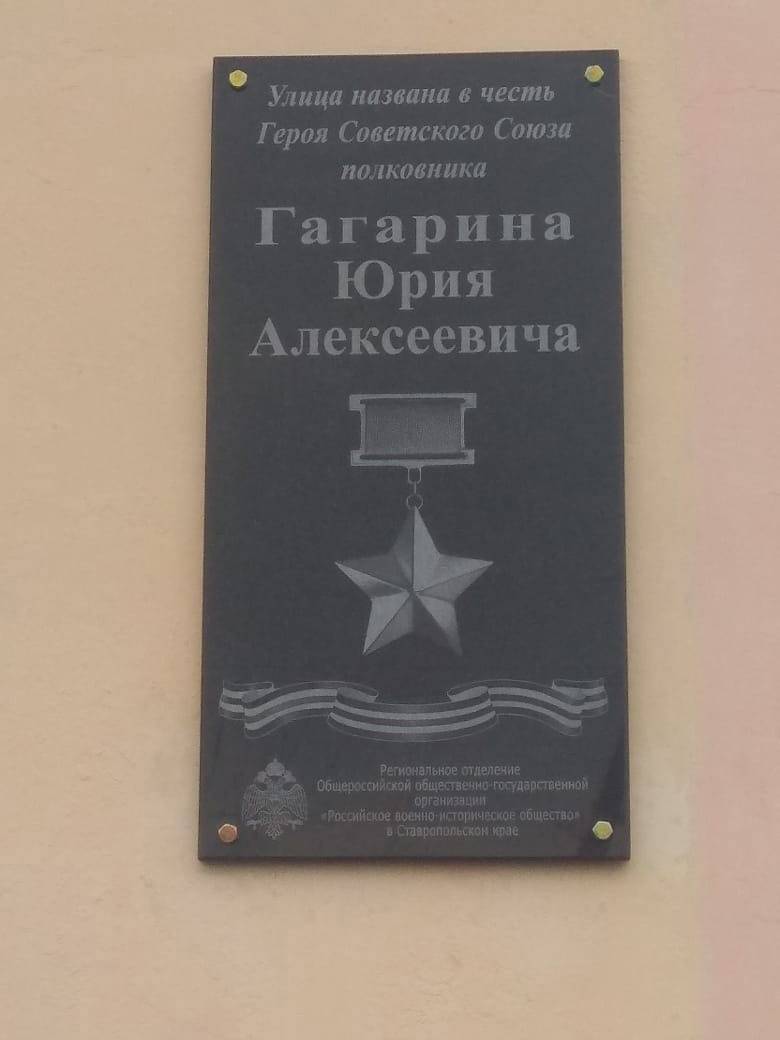 Улица названа в честь
Героя Советского Союза
полковника
Гагарина
Юрия
Алексеевича
Региональное отделение
Общероссийской общественно-государственной
организации
«Российское военно-историческое общество»
в Ставропольском крае